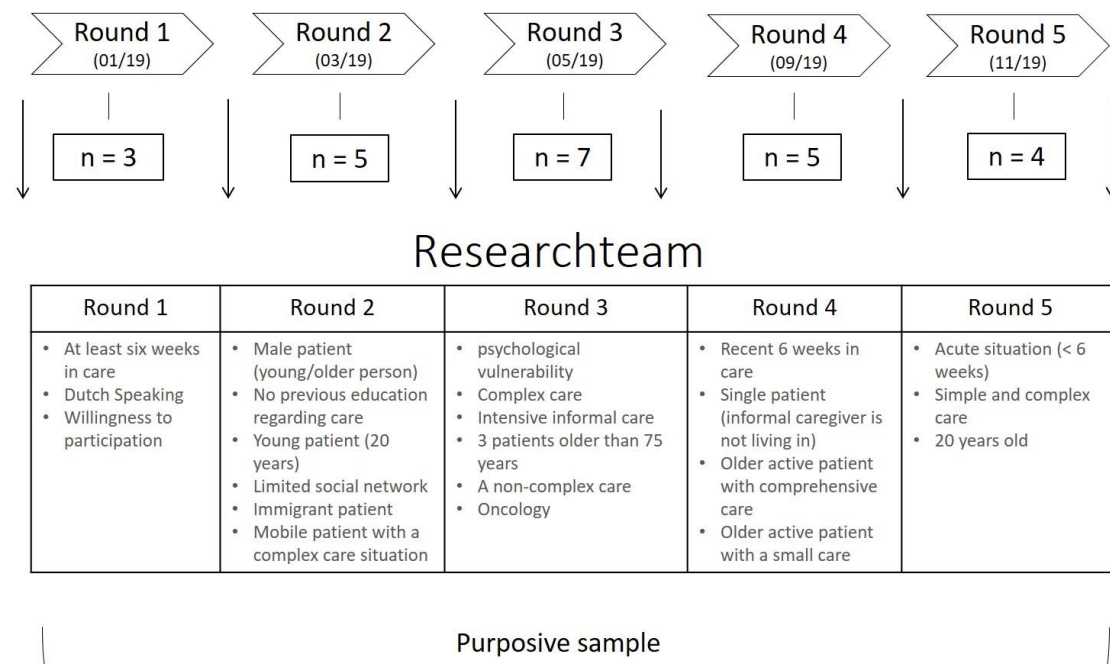 Round 1
(01/19)
Round 2
(03/19)
Round 3
(05/19)
Round 4
(09/19)
Round 5
(11/19)
n = 3
n = 5
n = 7
n = 5
n = 4
Researchteam
Round 1
• At least six weeks
in care
• Dutch Speaking
• Willingness to
participation
Round 2
• Male patient
(young/older person)
• No previous education
regarding care
• Young patient (20
years)
• Limited social network
• Immigrant patient
• Mobile patient with a
complex care situation
Round 3
• psychological
vulnerability
• Complex care
• Intensive informal care
• 3 patients older than 75
years
• A non-complex care
• Oncology
Round 4
• Recent 6 weeks in
care
• Single patient
(informal caregiver is
not living in)
• Older active patient
with comprehensive
care
• Older active patient
with a small care
Round 5
• Acute situation (< 6
weeks)
• Simple and complex
care
• 20 years old
Purposive sample